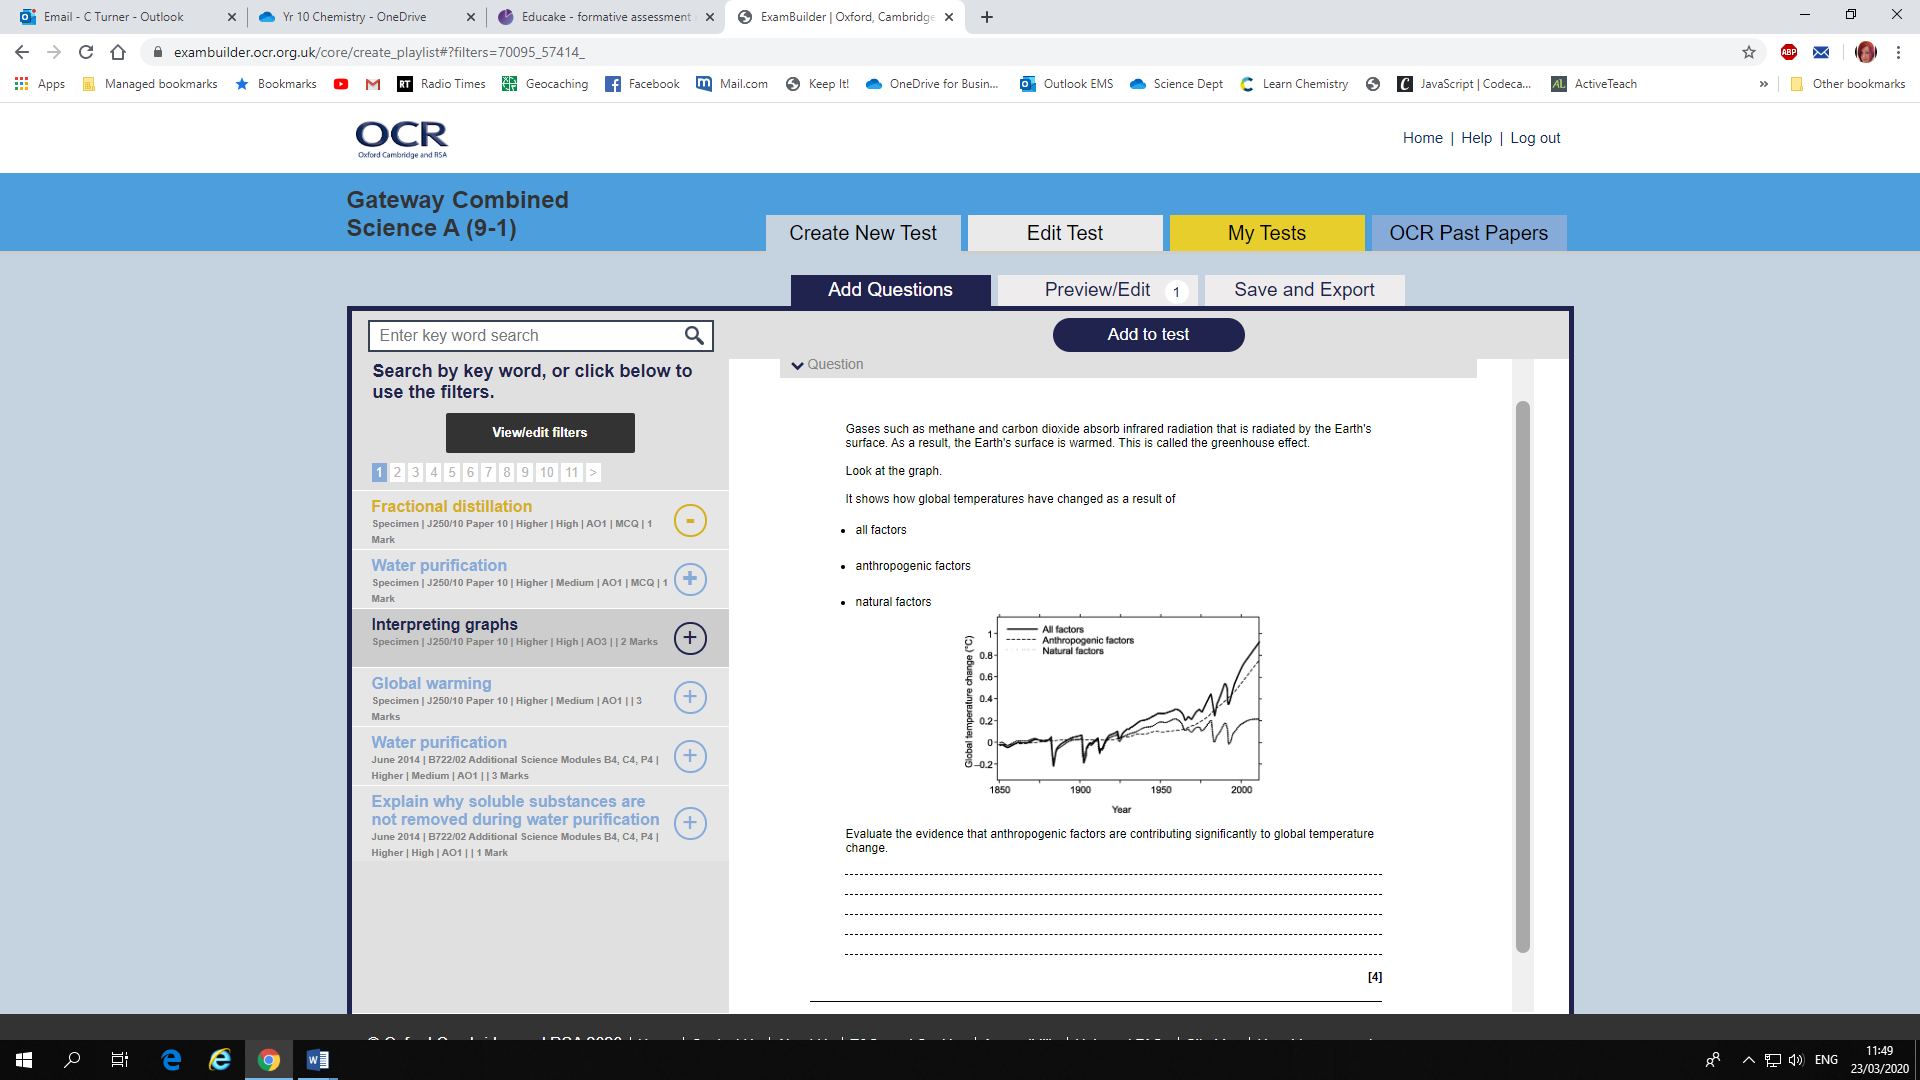 Email - C Turner - Outlook
Yr 10 Chemistry - OneDrive
Educake - formative assessment
ExamBuilder | Oxford, Cambridge
exambuilder.ocr.org.uk/core/create_playlist#?filters=70095_57414_
ABP
Apps
Managed bookmarks
Bookmarks
RT Radio Times
Geocaching
Facebook
Mail.com
Keep It!
OneDrive for Busin...
Outlook EMS
Science Dept
Learn Chemistry
JavaScript | Codeca...
AL ActiveTeach
»
Other bookmarks
OCR
Oxford Cambridge and RSA
Home | Help | Log out
Gateway Combined
Science A (9-1)
Create New Test
Edit Test
My Tests
OCR Past Papers
Add Questions
Preview/Edit 1
Save and Export
Enter key word search
Search by key word, or click below to
use the filters.
View/edit filters
1 2 3 4 5 6 7 8 9 10 11 >
Fractional distillation
Specimen | J250/10 Paper 10 | Higher | High | AO1 | MCQ | 1
Mark
Water purification
Specimen | J250/10 Paper 10 | Higher | Medium | AO1 | MCQ | 1
Mark
Interpreting graphs
Specimen | J250/10 Paper 10 | Higher | High | AO3 | | 2 Marks
Global warming
Specimen | J250/10 Paper 10 | Higher | Medium | AO1 | | 3
Marks
Water purification
June 2014 | B722/02 Additional Science Modules B4, C4, P4 |
Higher | Medium | AO1 | | 3 Marks
Explain why soluble substances are
not removed during water purification
June 2014 | B722/02 Additional Science Modules B4, C4, P4 |
Higher | High | AO1 | | 1 Mark
Add to test
Question
Gases such as methane and carbon dioxide absorb infrared radiation that is radiated by the Earth's
surface. As a result, the Earth's surface is warmed. This is called the greenhouse effect.
Look at the graph.
It shows how global temperatures have changed as a result of
• all factors
• anthropogenic factors
• natural factors
All factors
Anthropogenic factors
Natural factors
Global temperature change (°C)
1
0.8
0.6
0.4
0.2
0
–0.2
1850 1900 1950 2000
Year
Evaluate the evidence that anthropogenic factors are contributing significantly to global temperature
change.
[4]
ENG
11:49
23/03/2020